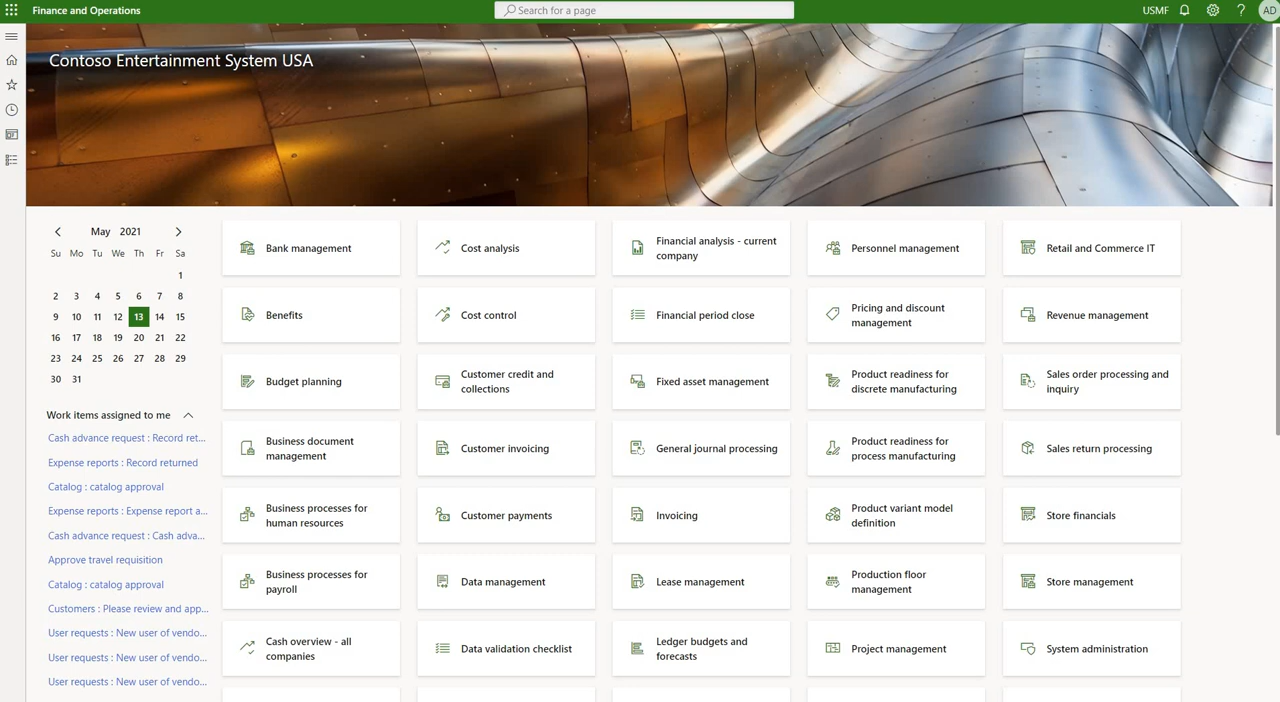 Finance and Operations
Search for a page
USMF
?
AD
Contoso Entertainment System USA
May 2021
Su Mo Tu We Th Fr Sa
1
2 3 4 5 6 7 8
9 10 11 12 13 14 15
16 17 18 19 20 21 22
23 24 25 26 27 28 29
30 31
Work items assigned to me
Cash advance request : Record ret...
Expense reports : Record returned
Catalog : catalog approval
Expense reports : Expense report a...
Cash advance request : Cash adva...
Approve travel requisition
Catalog : catalog approval
Customers : Please review and app...
User requests : New user of vendo...
User requests : New user of vendo...
User requests : New user of vendo...
Bank management
Cost analysis
Financial analysis - current
company
Personnel management
Retail and Commerce IT
Benefits
Cost control
Financial period close
Pricing and discount
management
Revenue management
Budget planning
Customer credit and
collections
Fixed asset management
Product readiness for
discrete manufacturing
Sales order processing and
inquiry
Business document
management
Customer invoicing
General journal processing
Product readiness for
process manufacturing
Sales return processing
Business processes for
human resources
Customer payments
Invoicing
Product variant model
definition
Store financials
Business processes for
payroll
Data management
Lease management
Production floor
management
Store management
Cash overview - all
companies
Data validation checklist
Ledger budgets and
forecasts
Project management
System administration